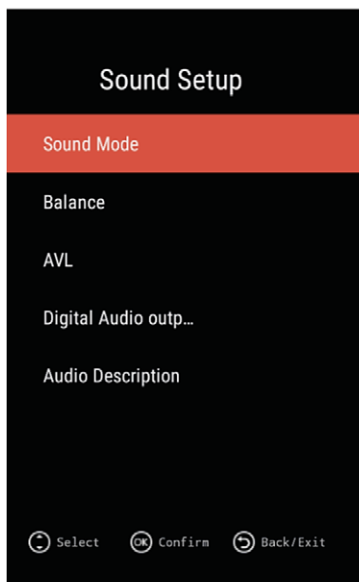 Sound Setup
Sound Mode
Balance
AVL
Digital Audio outp...
Audio Description
Select OK Confirm Back/Exit